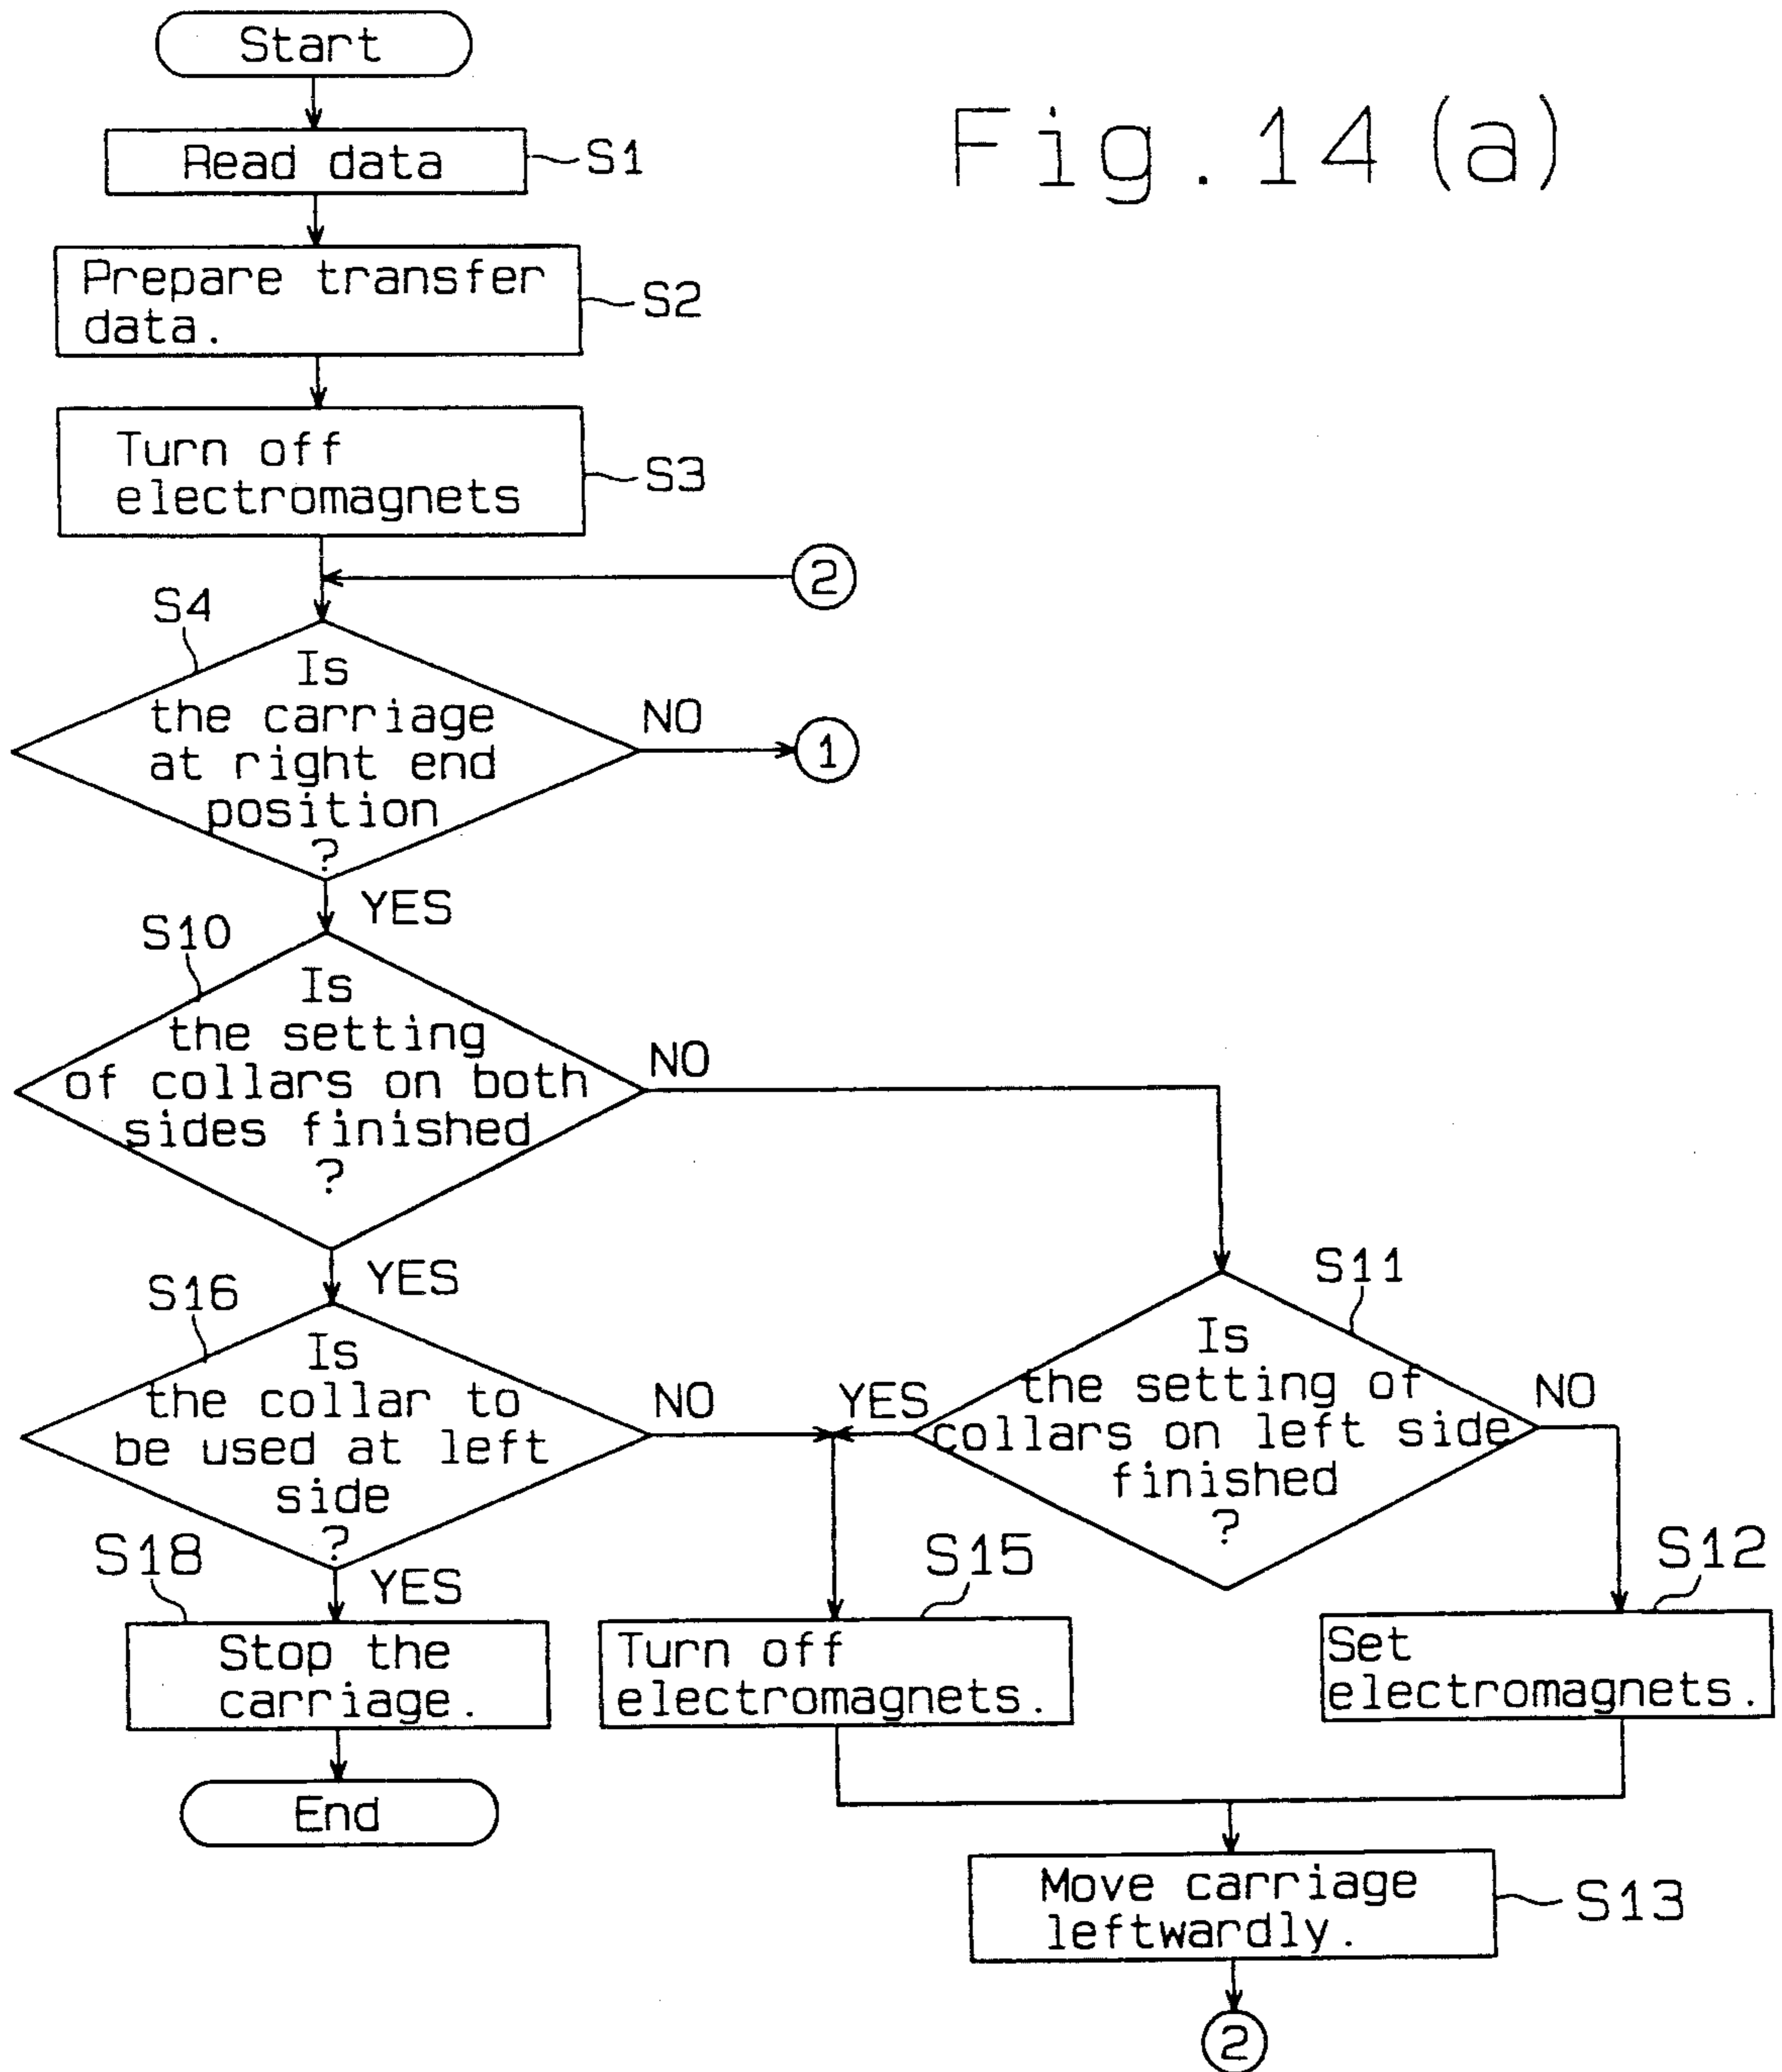 Start
Fig.14(a)
Read data
S1
Prepare transfer
data.
S2
Turn off
electromagnets
S3
2
S4
Is
the carriage
at right end
position
?
NO
1
YES
S10
Is
the setting
of collars on both
sides finished
?
NO
YES
S16
Is
the collar to
be used at left
side
?
NO
YES
S11
Is
the setting of
collars on left side
finished
?
YES
NO
S18
Stop the
carriage.
S15
Turn off
electromagnets.
S12
Set
electromagnets.
End
Move carriage
leftwardly.
S13
2